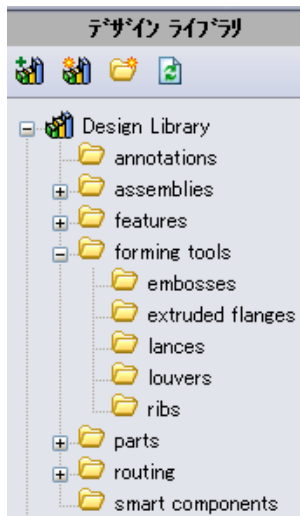 デザイン ライブラリ
Design Library
annotations
assemblies
features
forming tools
embosses
extruded flanges
lances
louvers
ribs
parts
routing
smart components